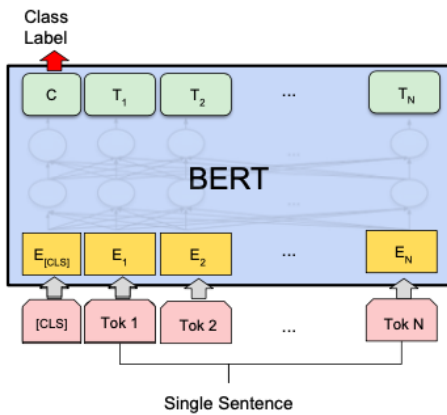 Class
Label
C T1 T2 ... TN
...
BERT
...
E[CLS] E1 E2 ... EN
[CLS] Tok 1 Tok 2 ... Tok N
Single Sentence